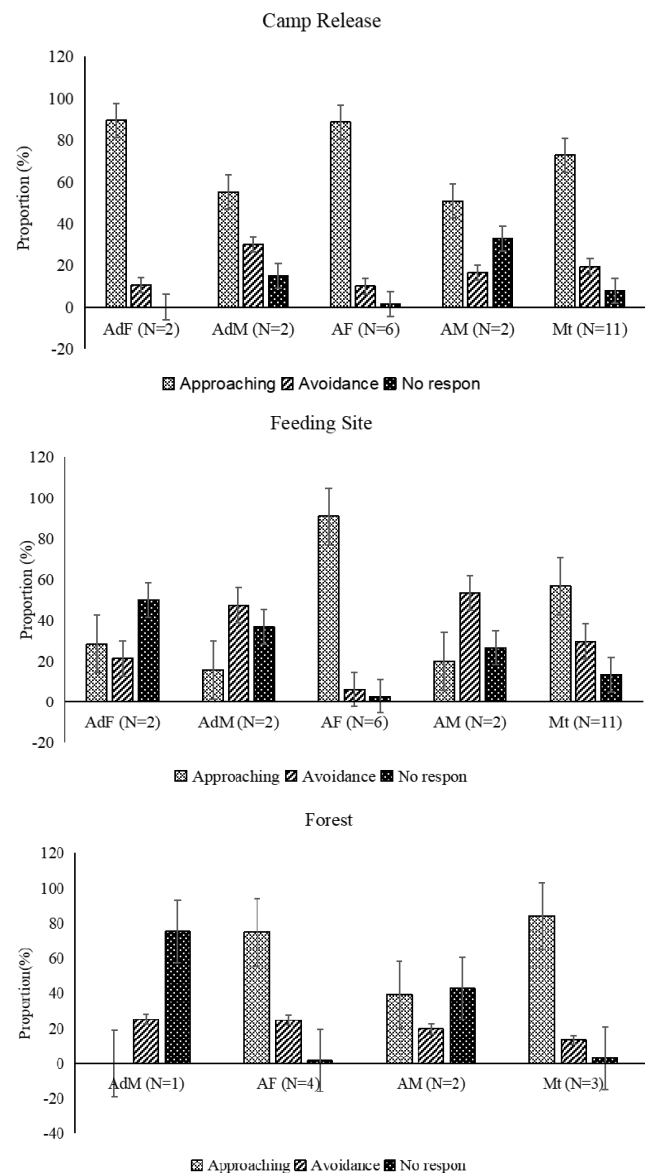 Camp Release
120
100
80
60
40
20
0
-20
Proportion (%)
AdF (N=2) AdM (N=2) AF (N=6) AM (N=2) Mt (N=11)
Approaching Avoidance No respon
Feeding Site
120
100
80
60
40
20
0
-20
Proportion (%)
AdF (N=2) AdM (N=2) AF (N=6) AM (N=2) Mt (N=11)
Approaching Avoidance No respon
Forest
120
100
80
60
40
20
0
-20
-40
Proportion(%)
AdM (N=1) AF (N=4) AM (N=2) Mt (N=3)
Approaching Avoidance No respon